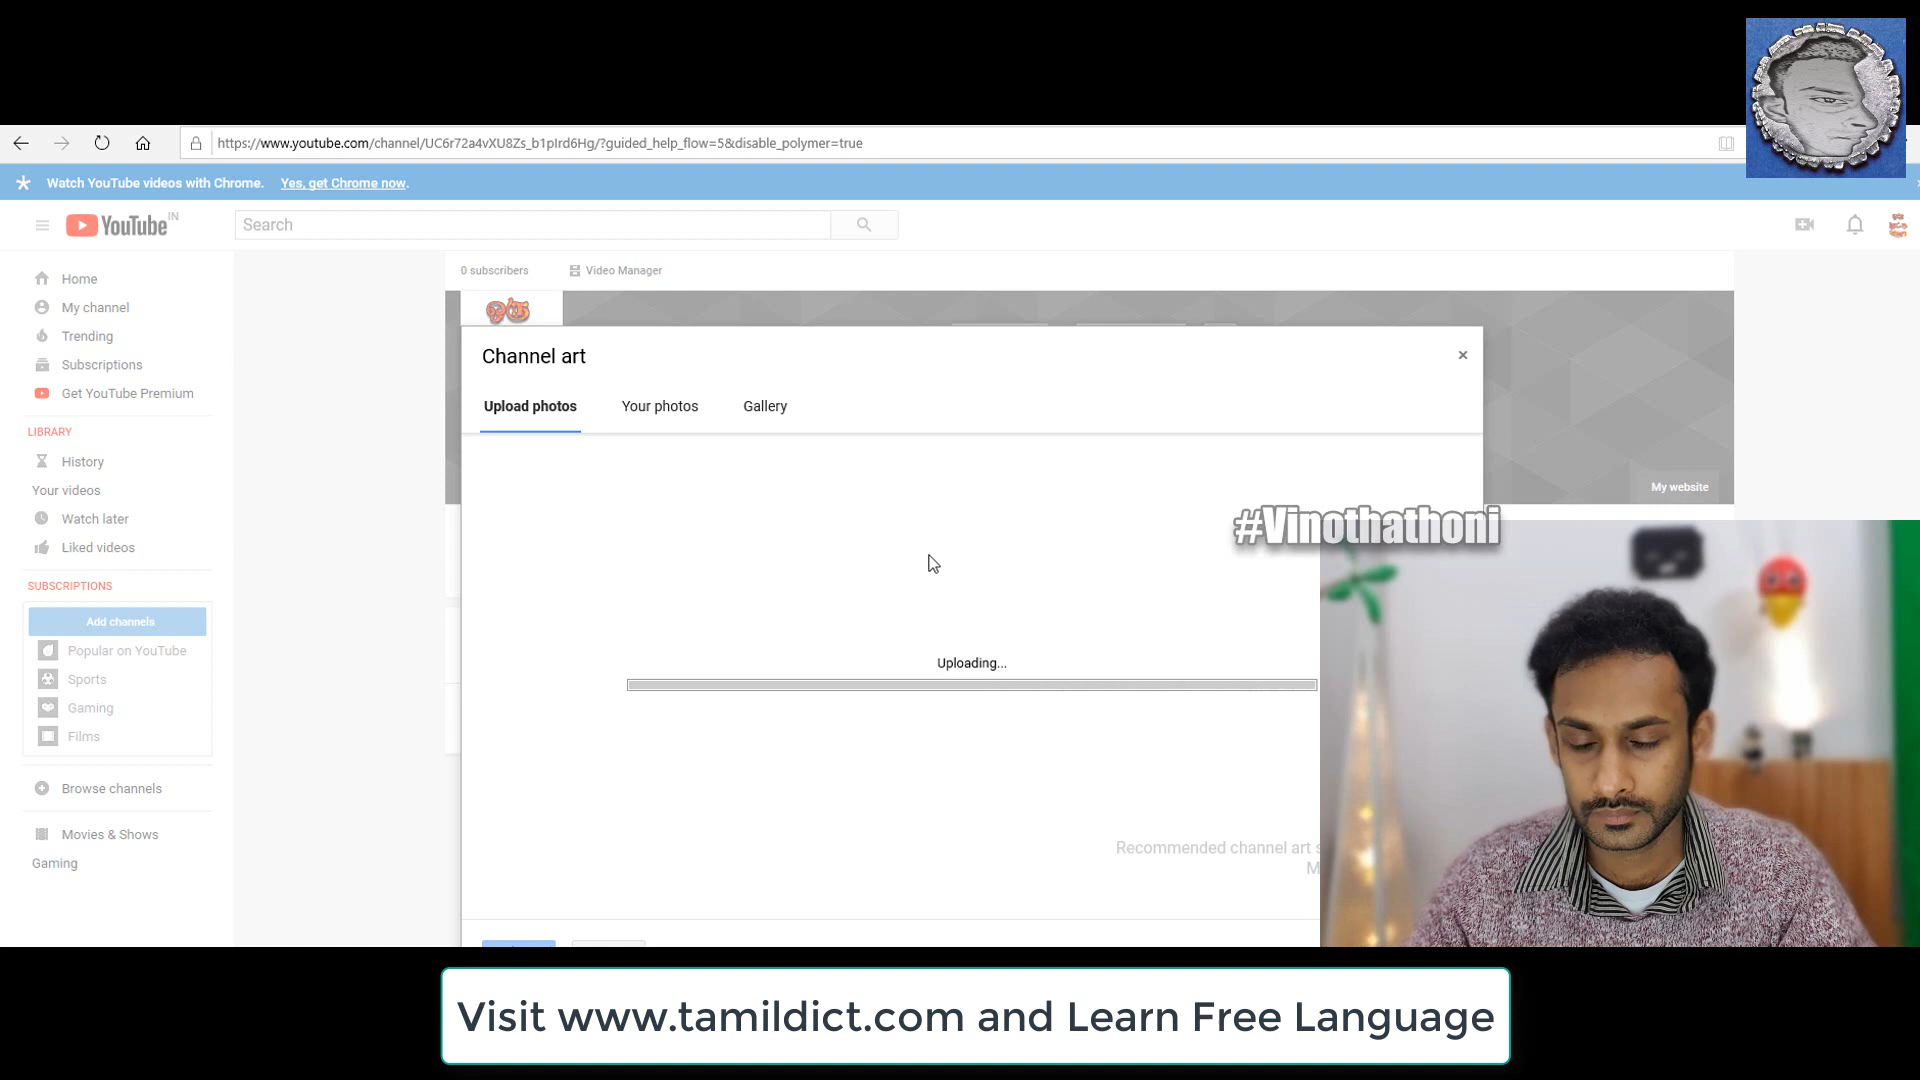 https://www.youtube.com/channel/UC6r72a4vXU8Zs_b1pIrd6Hg/?guided_help_flow=5&disable_polymer=true
Watch YouTube videos with Chrome. Yes, get Chrome now.
YouTube IN
Search
Home
My channel
Trending
Subscriptions
Get YouTube Premium
LIBRARY
History
Your videos
Watch later
Liked videos
SUBSCRIPTIONS
Add channels
Popular on YouTube
Sports
Gaming
Films
Browse channels
Movies & Shows
Gaming
0 subscribers Video Manager
ஒரு
Channel art
×
Upload photos Your photos Gallery
My website
#Vinothathoni
Uploading...
Recommended channel art
Visit www.tamildict.com and Learn Free Language